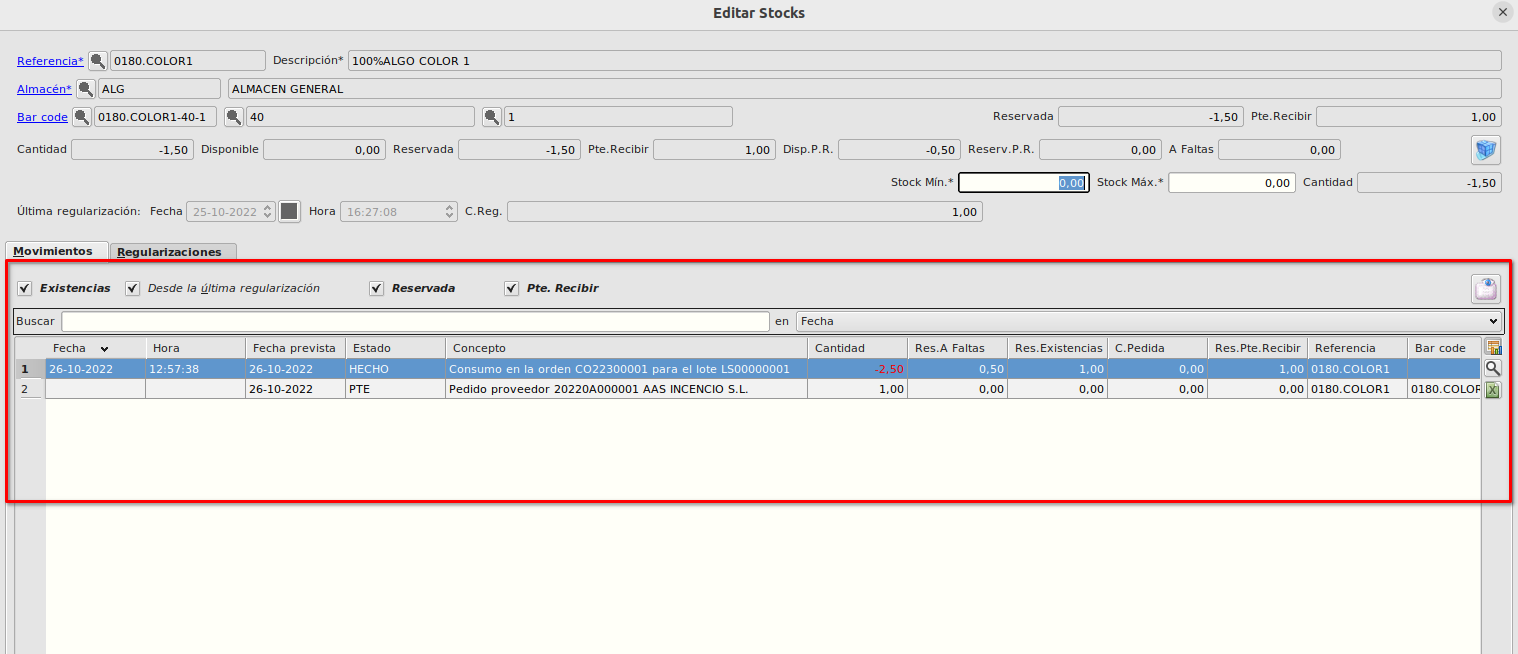 Editar Stocks
Referencia* 0180.COLOR1 Descripción* 100%ALGO COLOR 1
Almacén* ALG ALMACEN GENERAL
Bar code 0180.COLOR1-40-1 40 1 Reservada -1,50 Pte.Recibir 1,00
Cantidad -1,50 Disponible 0,00 Reservada -1,50 Pte.Recibir 1,00 Disp.P.R. -0,50 Reserv.P.R. 0,00 A Faltas 0,00
Stock Mín.* 0,00 Stock Máx.* 0,00 Cantidad -1,50
Última regularización: Fecha 25-10-2022 Hora 16:27:08 C.Reg. 1,00
Movimientos Regularizaciones
Existencias Desde la última regularización Reservada Pte. Recibir
Buscar en Fecha
Fecha Hora Fecha prevista Estado Concepto Cantidad Res.A Faltas Res.Existencias C.Pedida Res.Pte.Recibir Referencia Bar code
1 26-10-2022 12:57:38 26-10-2022 HECHO Consumo en la orden CO22300001 para el lote LS00000001 -2,50 0,50 1,00 0,00 1,00 0180.COLOR1
2 26-10-2022 PTE Pedido proveedor 20220A000001 AAS INCENCIO S.L. 1,00 0,00 0,00 0,00 0,00 0180.COLOR1 0180.COLOR